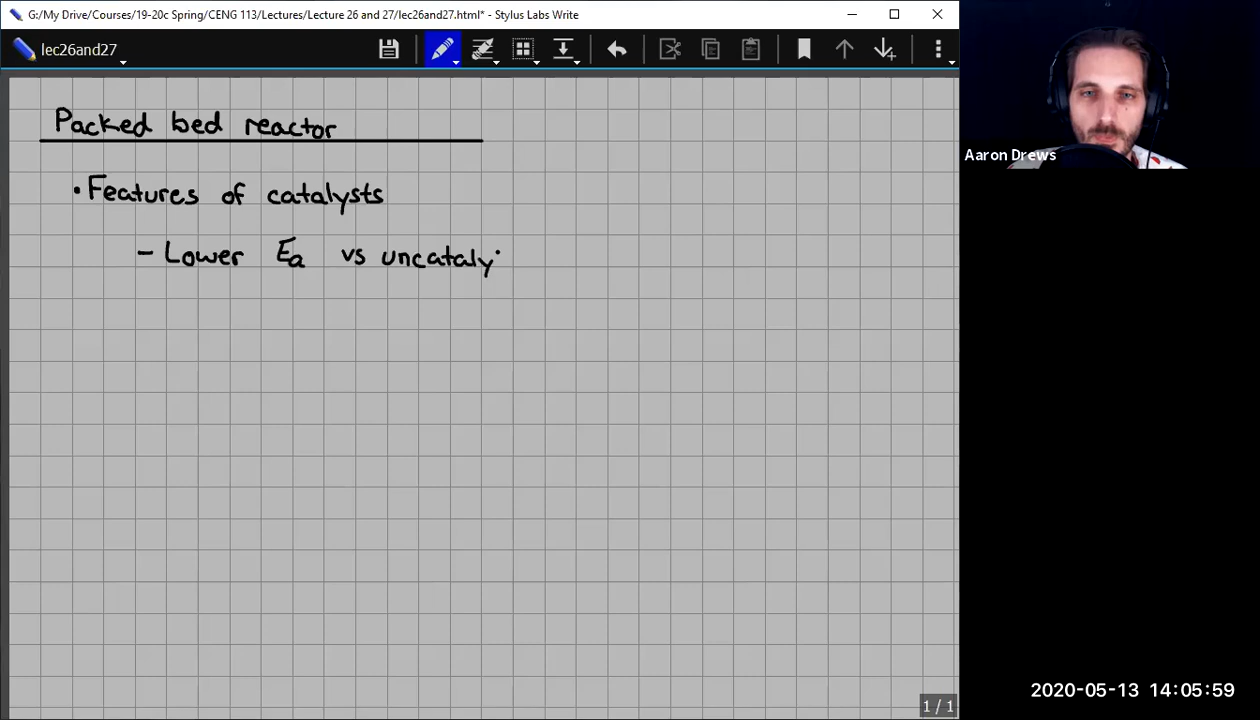 G:/My Drive/Courses/19-20c Spring/CENG 113/Lectures/Lecture 26 and 27/lec26and27.html* - Stylus Labs Write
lec26and27
Packed bed reactor
• Features of catalysts
- Lower Ea vs uncataly
Aaron Drews
2020-05-13 14:05:59
1 / 1